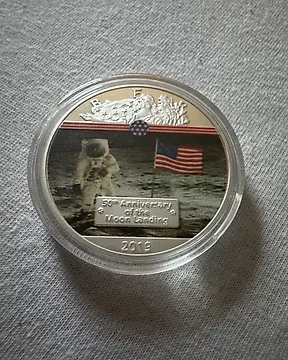 50th Anniversary
of the
Moon Landing
2019